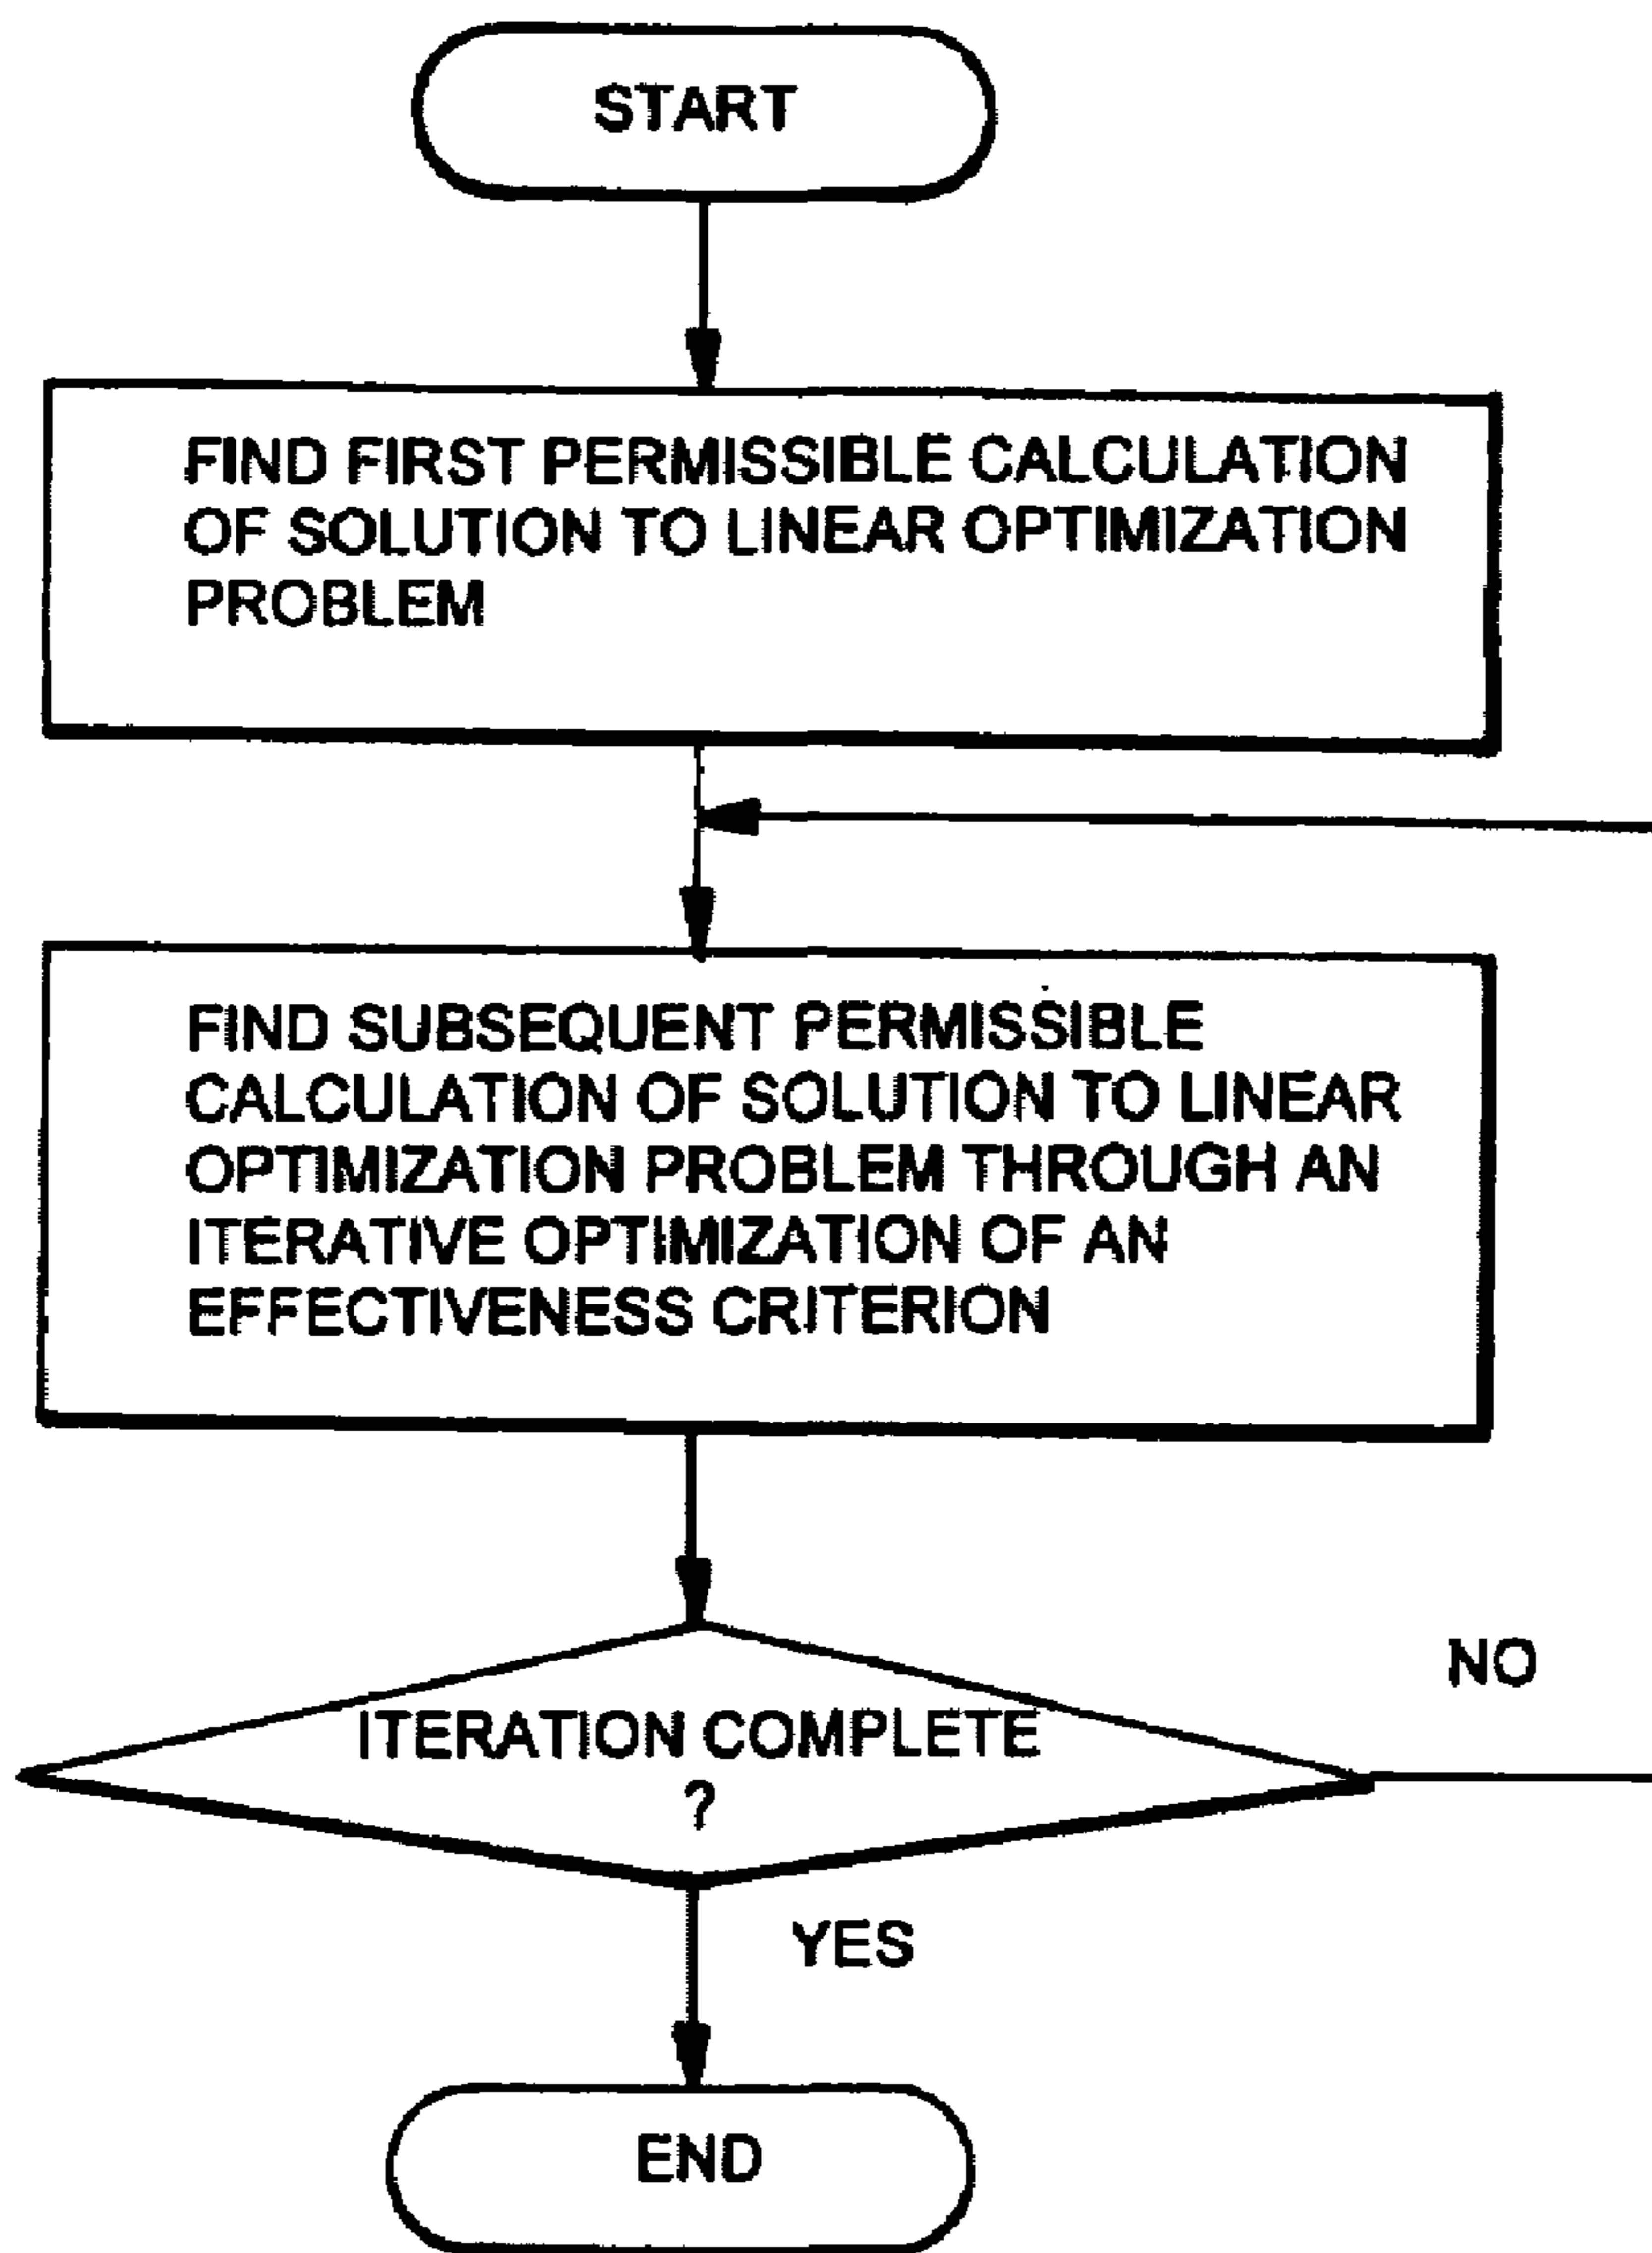 START
FIND FIRST PERMISSIBLE CALCULATION
OF SOLUTION TO LINEAR OPTIMIZATION
PROBLEM
FIND SUBSEQUENT PERMISSIBLE
CALCULATION OF SOLUTION TO LINEAR
OPTIMIZATION PROBLEM THROUGH AN
ITERATIVE OPTIMIZATION OF AN
EFFECTIVENESS CRITERION
NO
ITERATION COMPLETE
?
YES
END